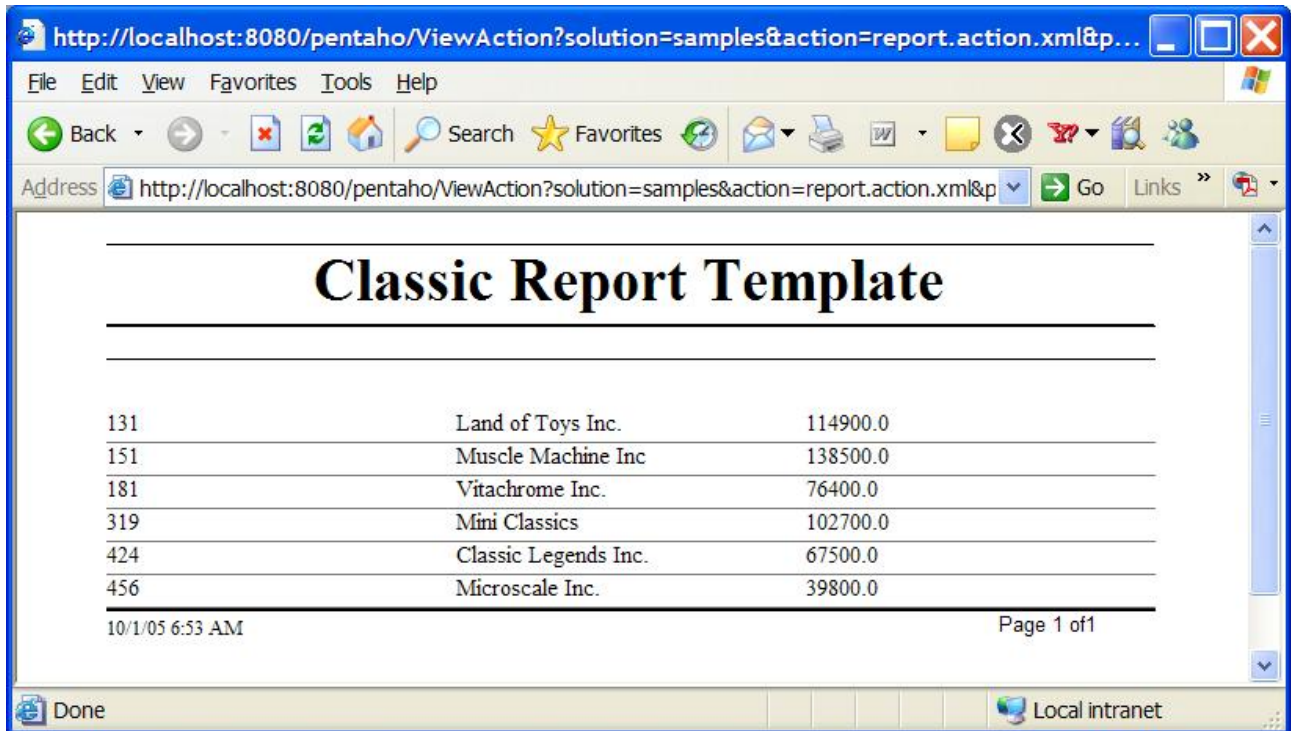 http://localhost:8080/pentaho/ViewAction?solution=samples&action=report.action.xml&p...
File Edit View Favorites Tools Help
Back Search Favorites
Address http://localhost:8080/pentaho/ViewAction?solution=samples&action=report.action.xml&p Go Links »
Classic Report Template
131 Land of Toys Inc. 114900.0
151 Muscle Machine Inc 138500.0
181 Vitachrome Inc. 76400.0
319 Mini Classics 102700.0
424 Classic Legends Inc. 67500.0
456 Microscale Inc. 39800.0
10/1/05 6:53 AM Page 1 of1
Done Local intranet